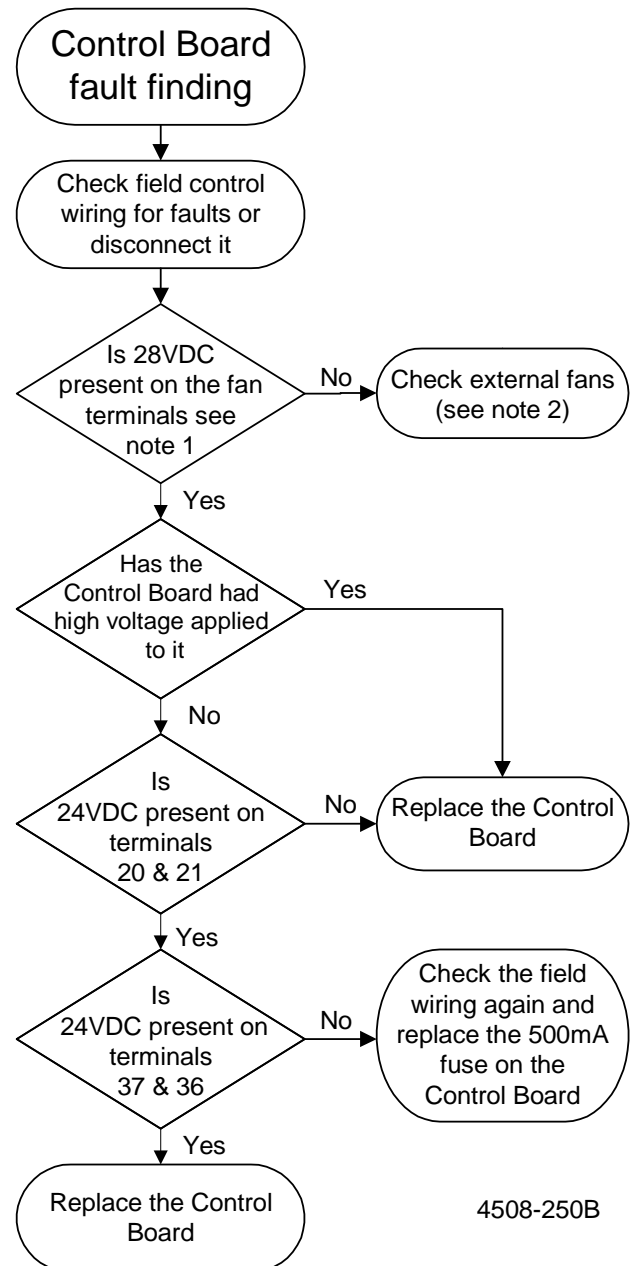 Control Board
fault finding
Check field control
wiring for faults or
disconnect it
Is 28VDC
present on the fan
terminals see
note 1
No
Check external fans
(see note 2)
Yes
Has the
Control Board had
high voltage applied
to it
Yes
No
Is
24VDC present on
terminals
20 & 21
No
Replace the Control
Board
Yes
Is
24VDC present on
terminals
37 & 36
No
Check the field
wiring again and
replace the 500mA
fuse on the
Control Board
Yes
Replace the Control
Board
4508-250B